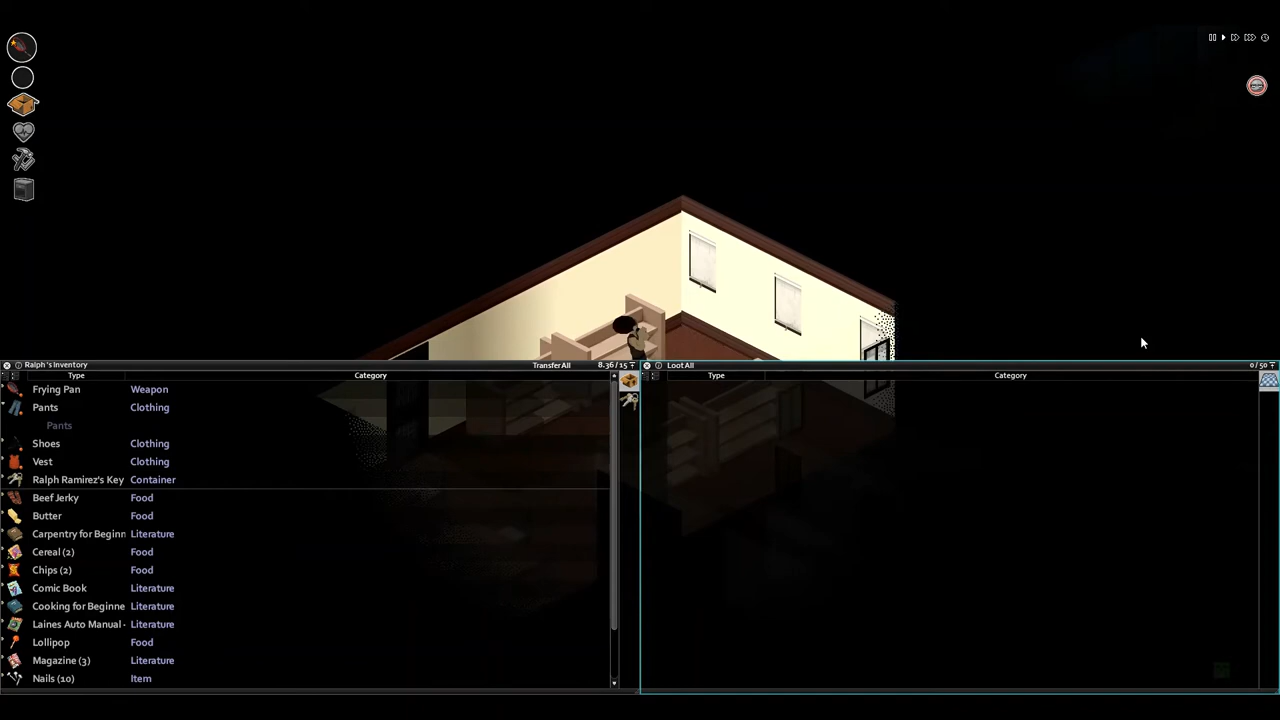 Ralph's Inventory Transfer All 8.36 / 15
Type Category
Frying Pan Weapon
Pants Clothing
Pants
Shoes Clothing
Vest Clothing
Ralph Ramirez's Key Container
Beef Jerky Food
Butter Food
Carpentry for Beginn Literature
Cereal (2) Food
Chips (2) Food
Comic Book Literature
Cooking for Beginne Literature
Laines Auto Manual - Literature
Lollipop Food
Magazine (3) Literature
Nails (10) Item
Loot All 0 / 50
Type Category